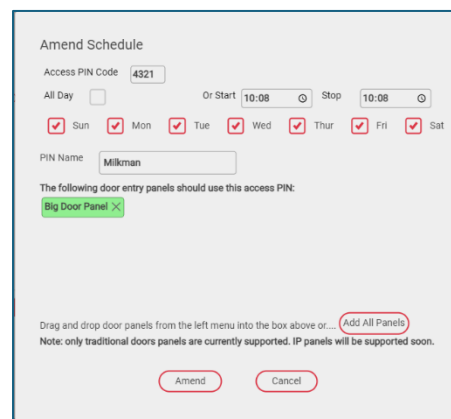 Amend Schedule
Access PIN Code 4321
All Day Or Start 10:08 Stop 10:08
Sun Mon Tue Wed Thur Fri Sat
PIN Name Milkman
The following door entry panels should use this access PIN:
Big Door Panel
Drag and drop door panels from the left menu into the box above or.... Add All Panels
Note: only traditional doors panels are currently supported. IP panels will be supported soon.
Amend Cancel